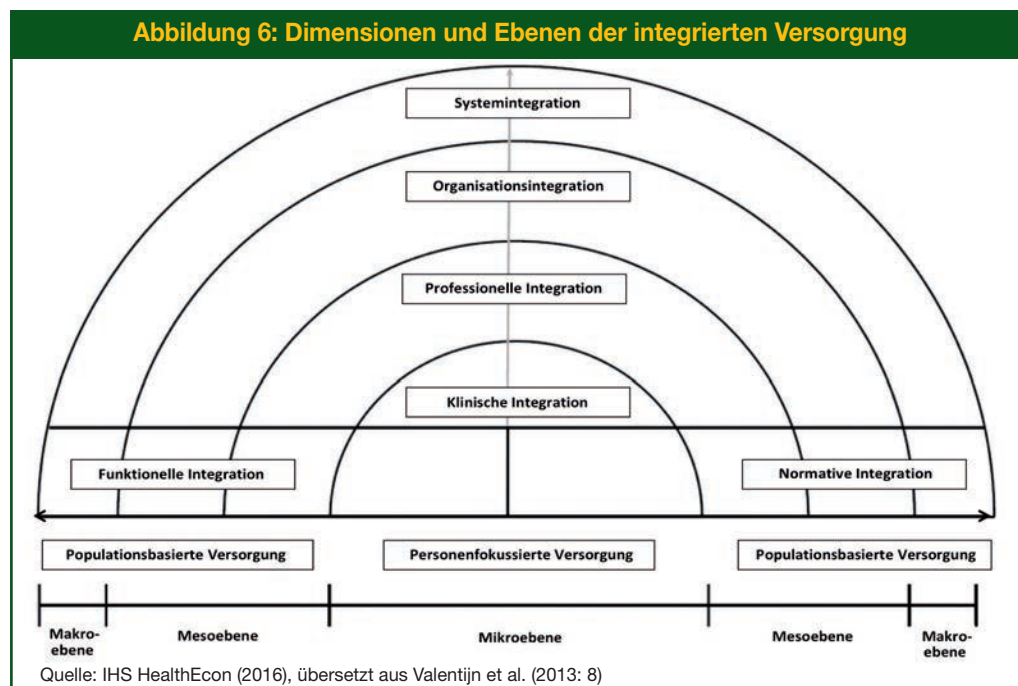 Abbildung 6: Dimensionen und Ebenen der integrierten Versorgung
Systemintegration
Organisationsintegration
Professionelle Integration
Klinische Integration
Funktionelle Integration
Normative Integration
Populationsbasierte Versorgung
Personenfokussierte Versorgung
Populationsbasierte Versorgung
Makro-
ebene
Mesoebene
Mikroebene
Mesoebene
Makro-
ebene
Quelle: IHS HealthEcon (2016), übersetzt aus Valentijn et al. (2013: 8)